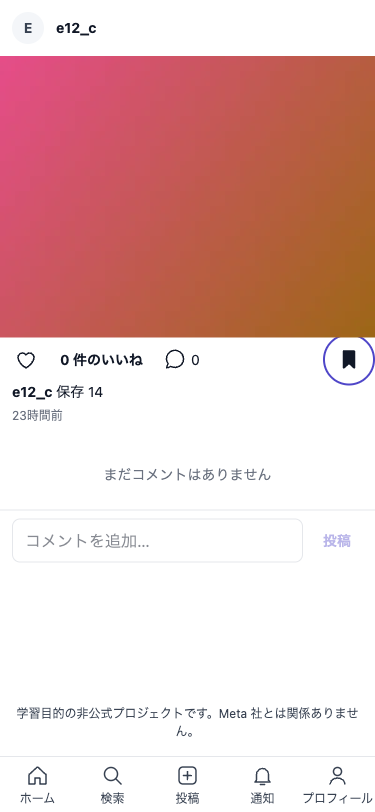 E e12_c
0 件のいいね 0
e12_c 保存 14
23時間前
まだコメントはありません
コメントを追加... 投稿
学習目的の非公式プロジェクトです。Meta 社とは関係ありませ
ん。
ホーム 検索 投稿 通知 プロフィール